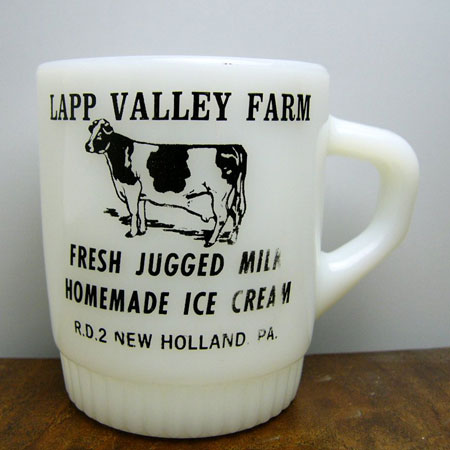 LAPP VALLEY FARM
FRESH JUGGED MILK
HOMEMADE ICE CREAM
R.D.2 NEW HOLLAND, PA.